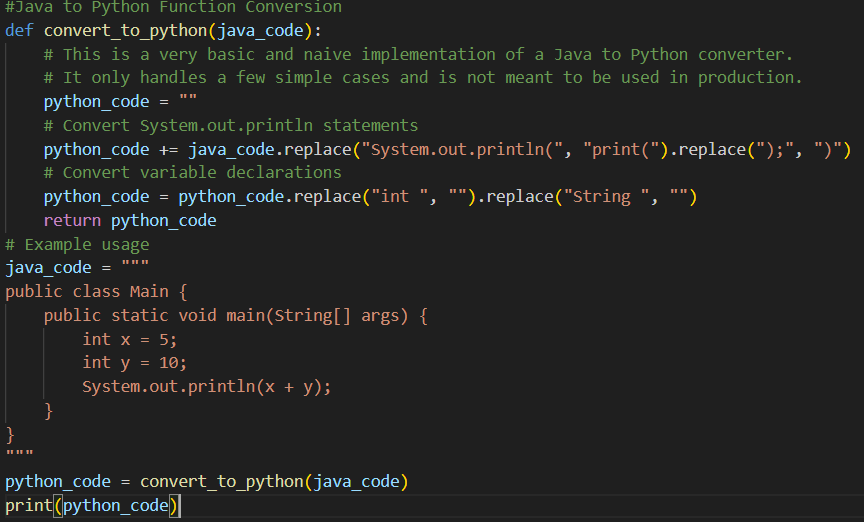 #Java to Python Function Conversion
def convert_to_python(java_code):
    # This is a very basic and naive implementation of a Java to Python converter.
    # It only handles a few simple cases and is not meant to be used in production.
    python_code = ""
    # Convert System.out.println statements
    python_code += java_code.replace("System.out.println(", "print(").replace(");", ")")
    # Convert variable declarations
    python_code = python_code.replace("int ", "").replace("String ", "")
    return python_code
# Example usage
java_code = """
public class Main {
    public static void main(String[] args) {
        int x = 5;
        int y = 10;
        System.out.println(x + y);
    }
}
"""
python_code = convert_to_python(java_code)
print(python_code)